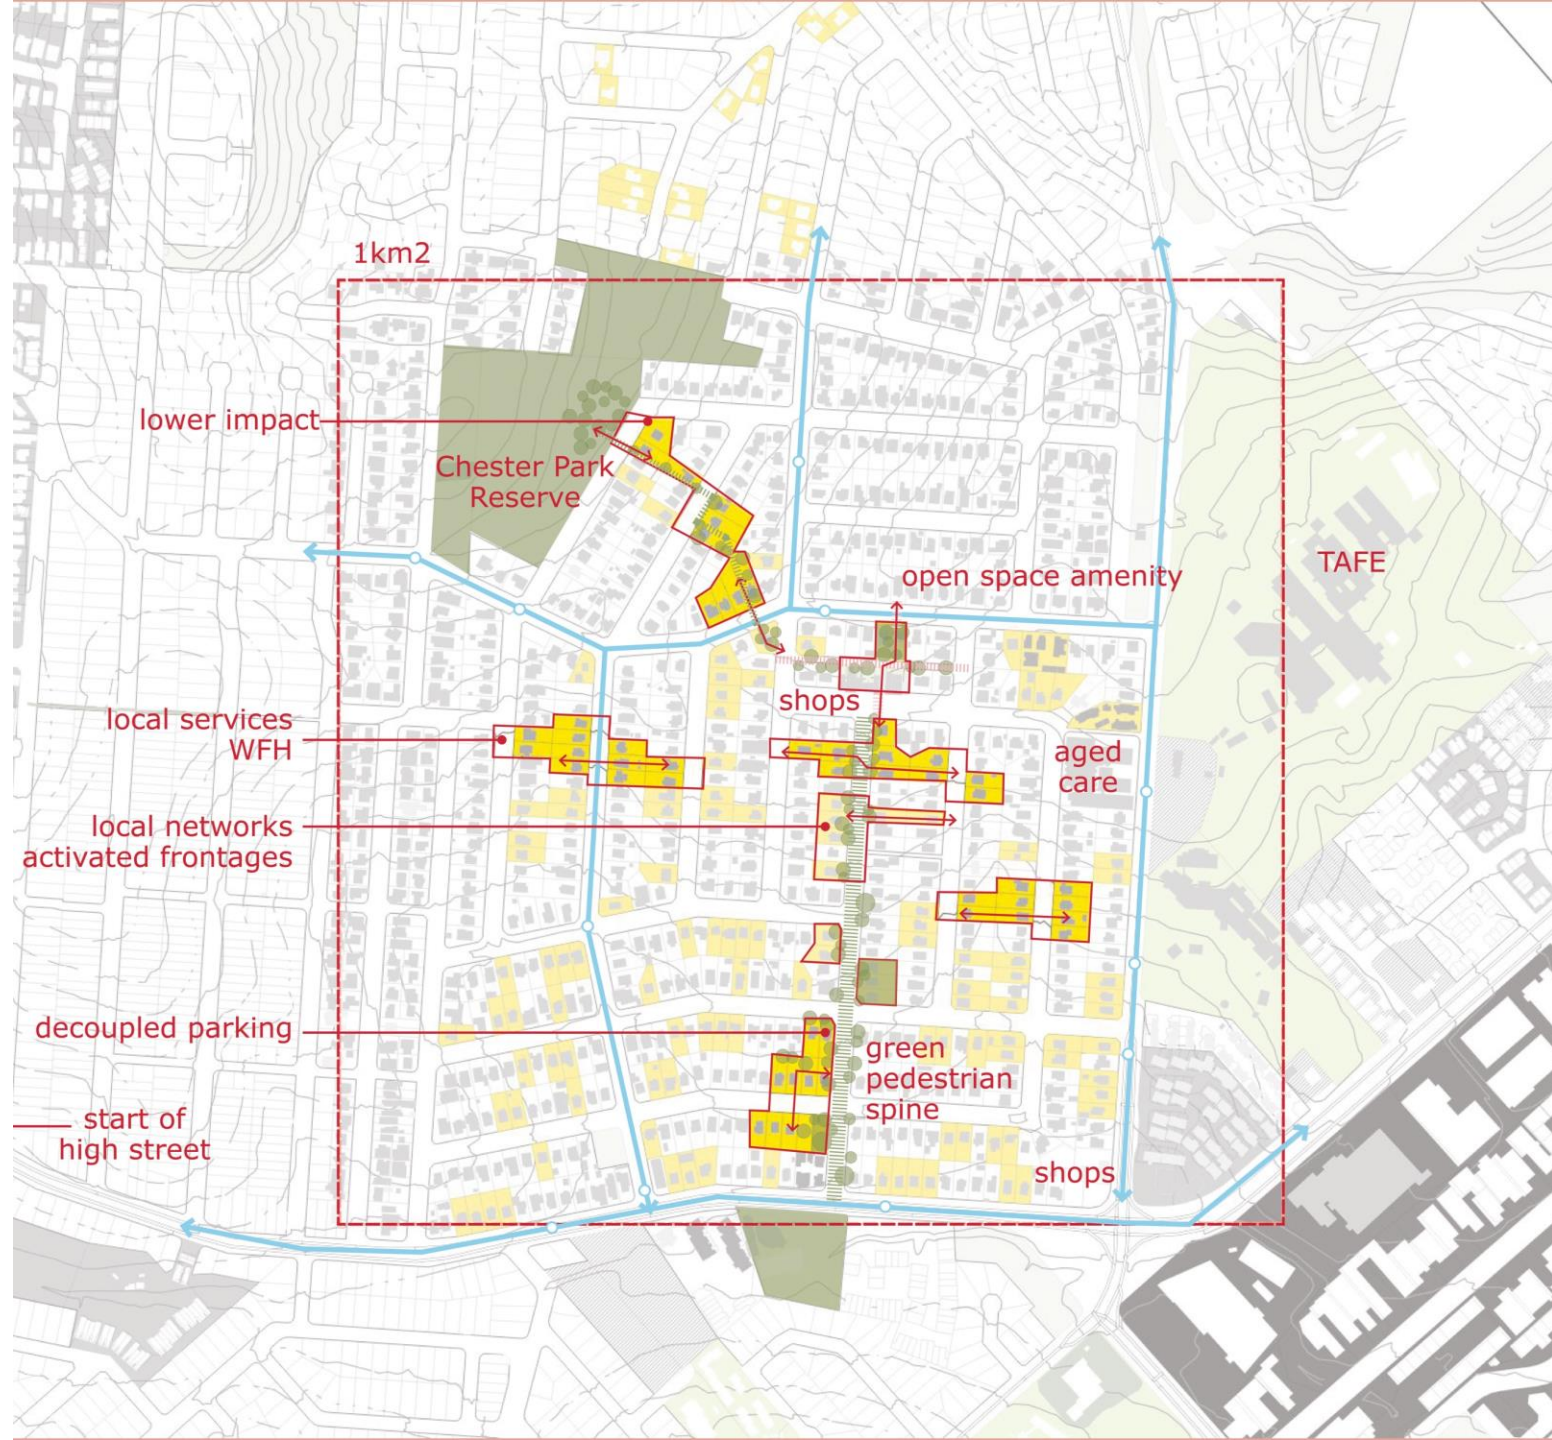 1km2
lower impact
Chester Park
Reserve
TAFE
open space amenity
shops
local services
WFH
aged
care
local networks
activated frontages
decoupled parking
green
pedestrian
spine
start of
high street
shops